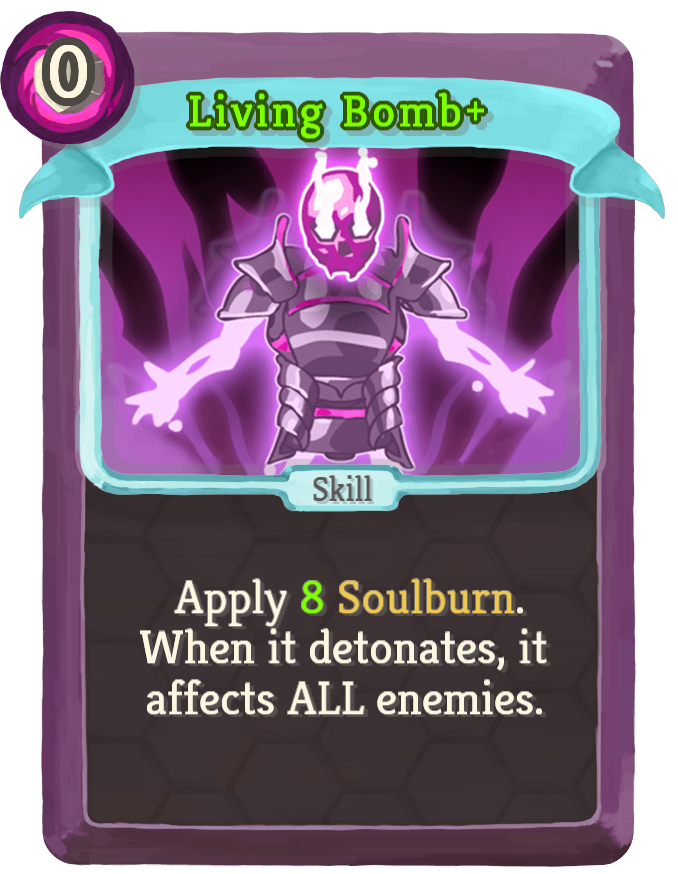 0
Living Bomb+
Skill
Apply 8 Soulburn.
When it detonates, it
affects ALL enemies.